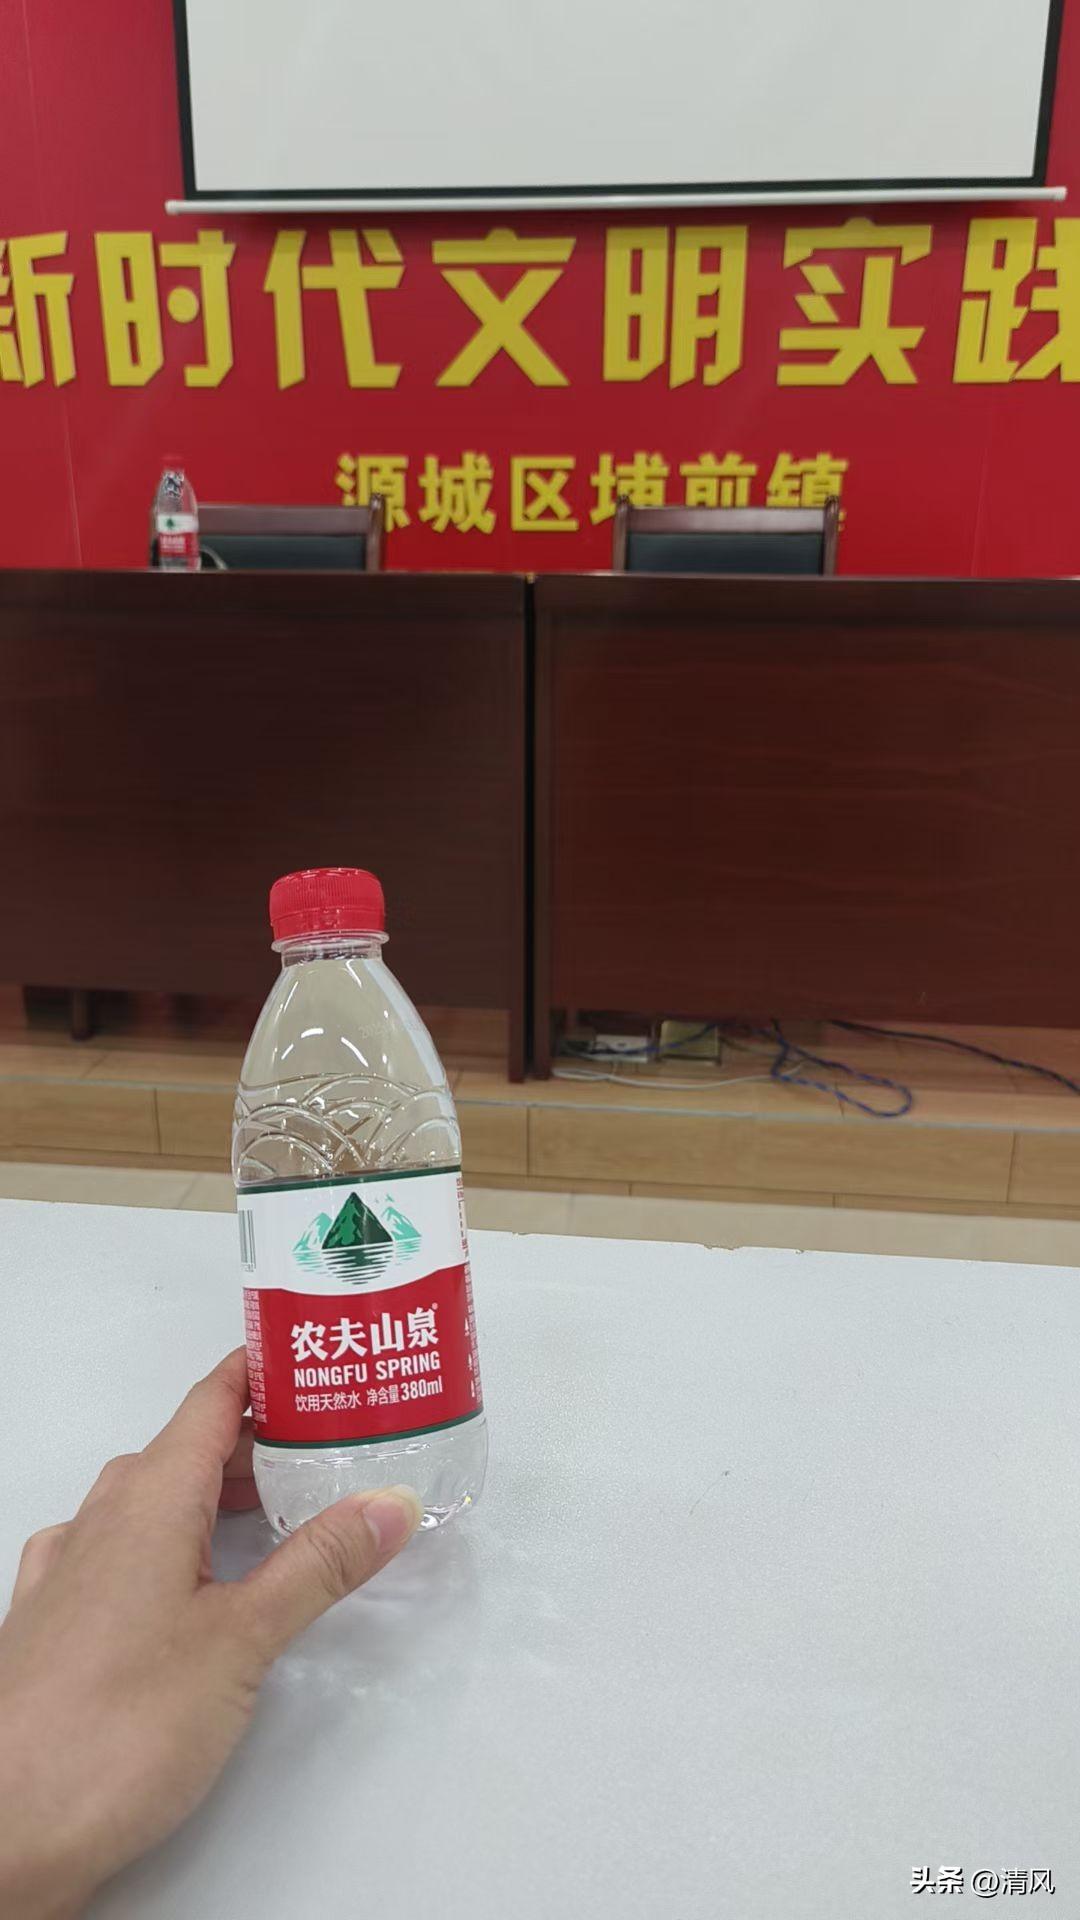 新时代文明实践
源城区埔前镇
农夫山泉®
NONGFU SPRING
饮用天然水 净含量380ml
头条 @清风